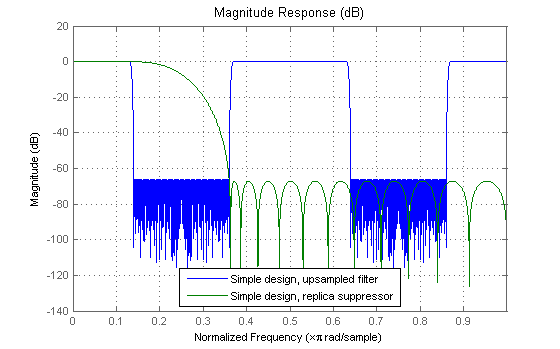 Magnitude Response (dB)
20
0
-20
-40
-60
-80
-100
-120
-140
Magnitude (dB)
Simple design, upsampled filter
Simple design, replica suppressor
0 0.1 0.2 0.3 0.4 0.5 0.6 0.7 0.8 0.9
Normalized Frequency (×π rad/sample)